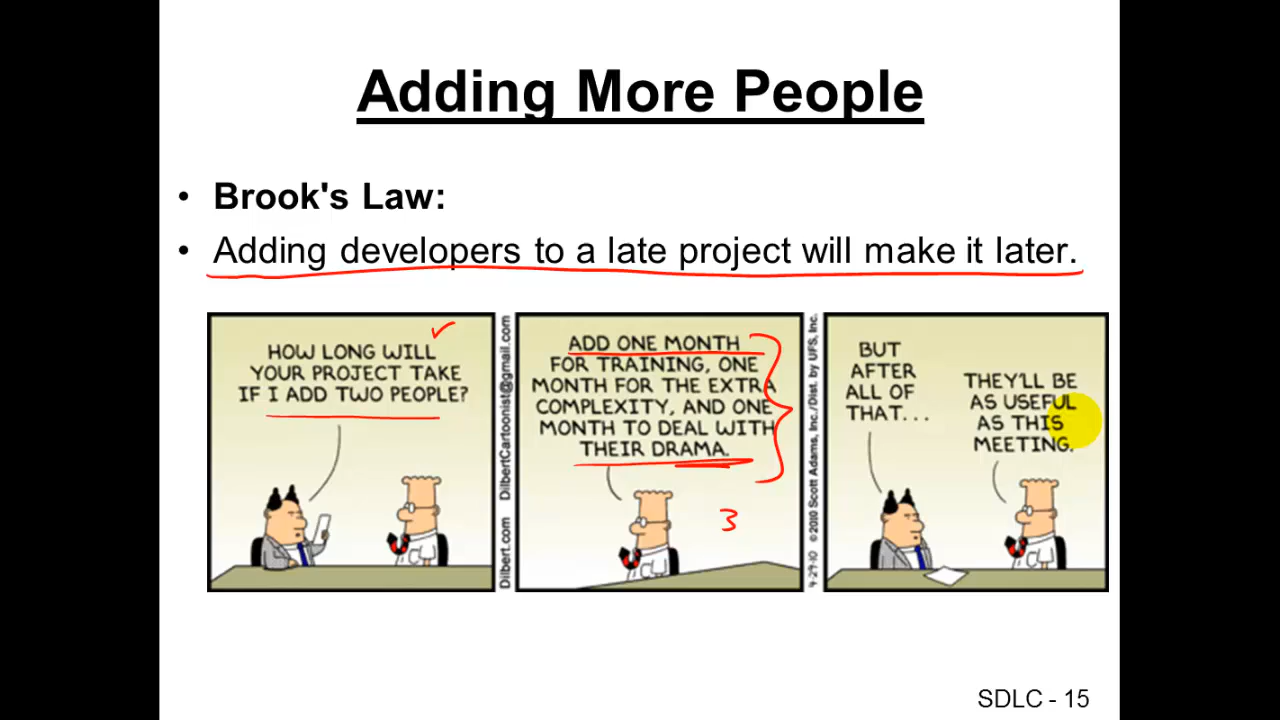 Adding More People
• Brook's Law:
• Adding developers to a late project will make it later.
HOW LONG WILL
YOUR PROJECT TAKE
IF I ADD TWO PEOPLE?
Dilbert.com DilbertCartoonist@gmail.com
ADD ONE MONTH
FOR TRAINING, ONE
MONTH FOR THE EXTRA
COMPLEXITY, AND ONE
MONTH TO DEAL WITH
THEIR DRAMA.
3
4-29-10 ©2010 Scott Adams, Inc./Dist. by UFS, Inc.
BUT
AFTER
ALL OF
THAT...
THEY'LL BE
AS USEFUL
AS THIS
MEETING.
SDLC - 15